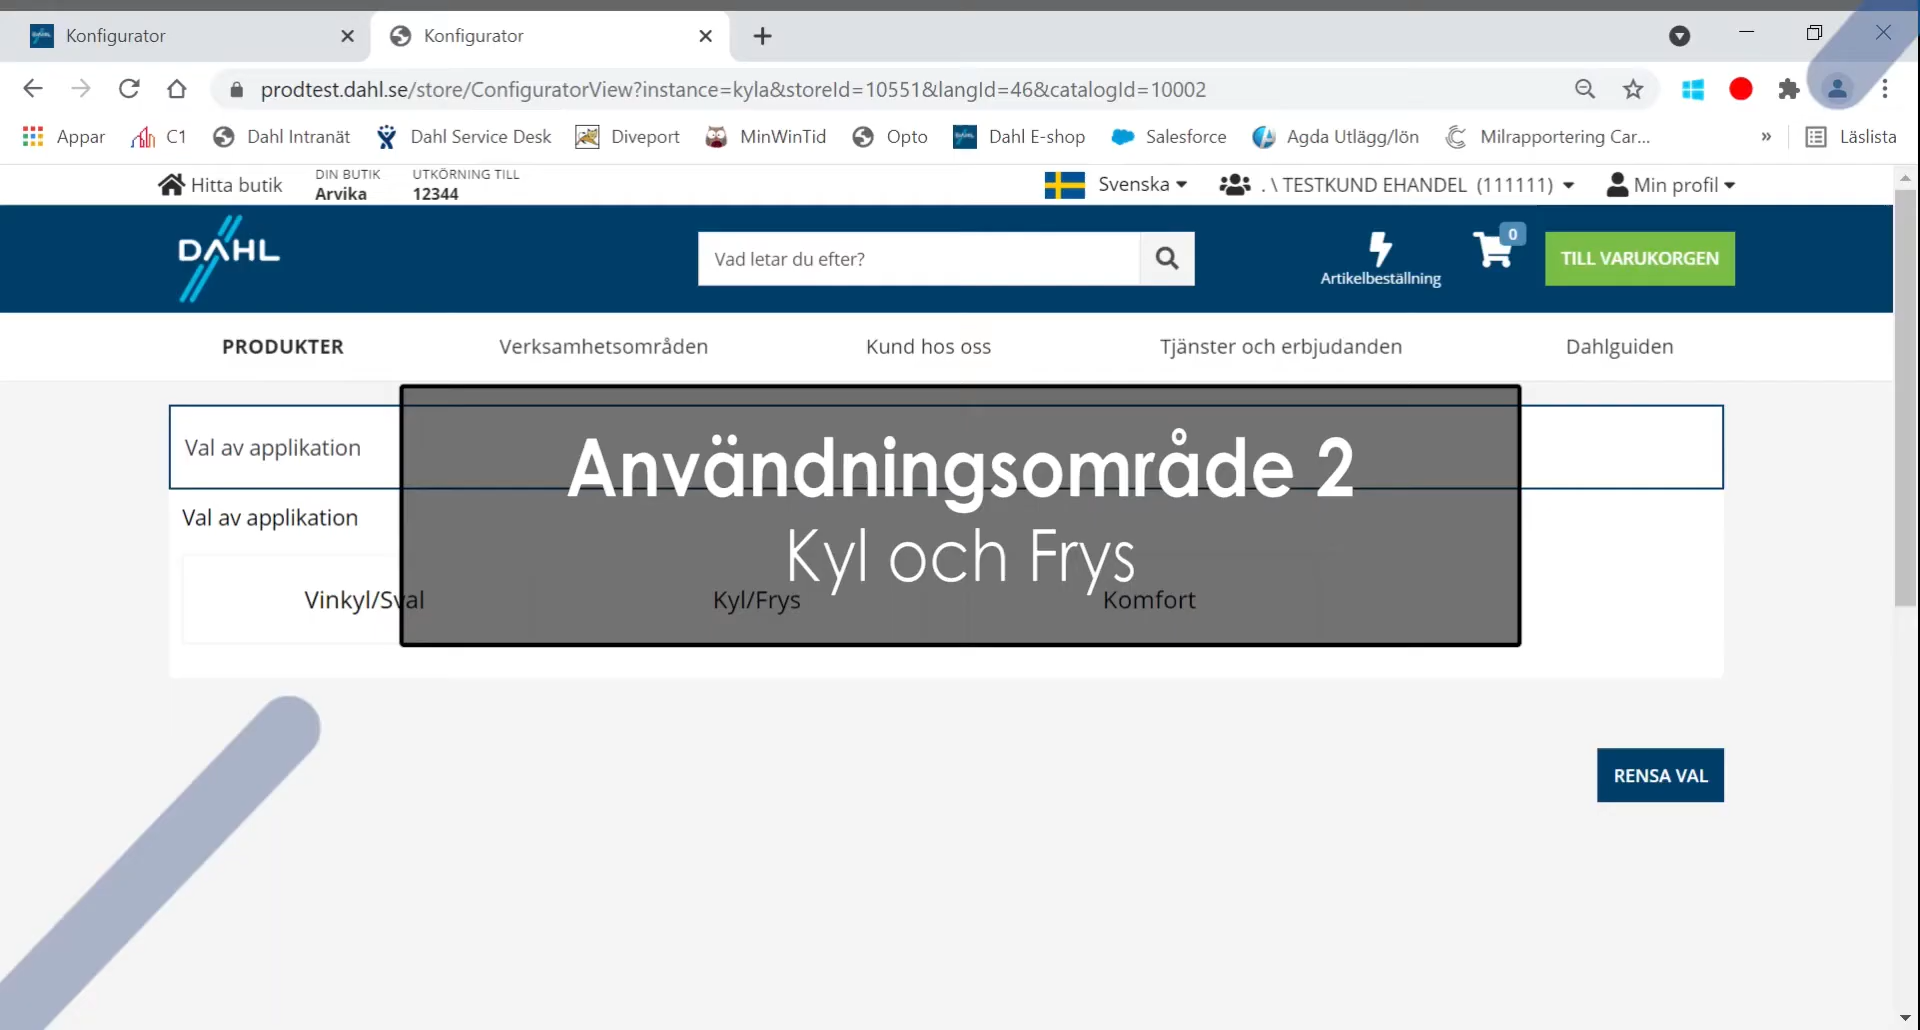 Konfigurator
Konfigurator
prodtest.dahl.se/store/ConfiguratorView?instance=kyla&storeId=10551&langId=46&catalogId=10002
Appar
C1
Dahl Intranät
Dahl Service Desk
Diveport
MinWinTid
Opto
Dahl E-shop
Salesforce
Agda Utlägg/lön
Milrapportering Car...
»
Läslista
Hitta butik
DIN BUTIK
Arvika
UTKÖRNING TILL
12344
Svenska
. \ TESTKUND EHANDEL (111111)
Min profil
DAHL
Vad letar du efter?
Artikelbeställning
0
TILL VARUKORGEN
PRODUKTER
Verksamhetsområden
Kund hos oss
Tjänster och erbjudanden
Dahlguiden
Val av applikation
Användningsområde 2
Val av applikation
Kyl och Frys
Vinkyl/Sval
Kyl/Frys
Komfort
RENSA VAL